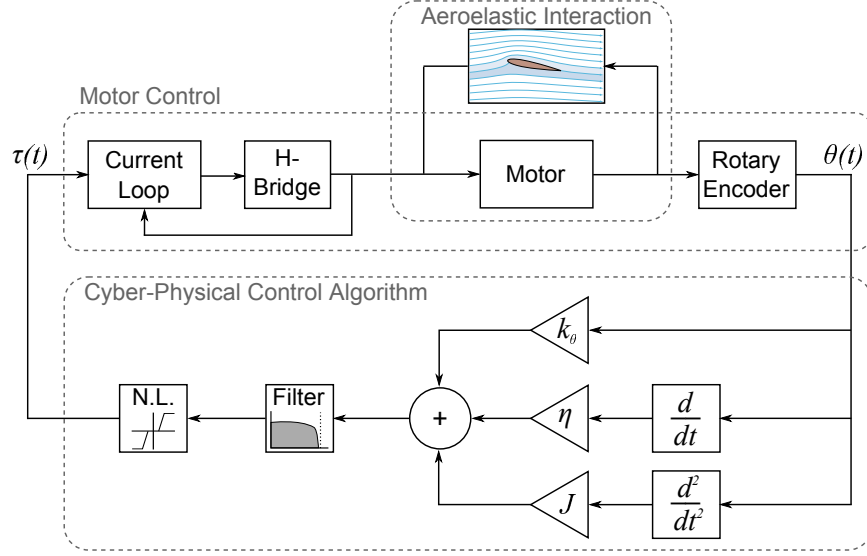 Aeroelastic Interaction
Motor Control
τ(t)
Current
Loop
H-
Bridge
Motor
Rotary
Encoder
θ(t)
Cyber-Physical Control Algorithm
k_θ
N.L.
Filter
+
η
d
dt
J
d²
dt²